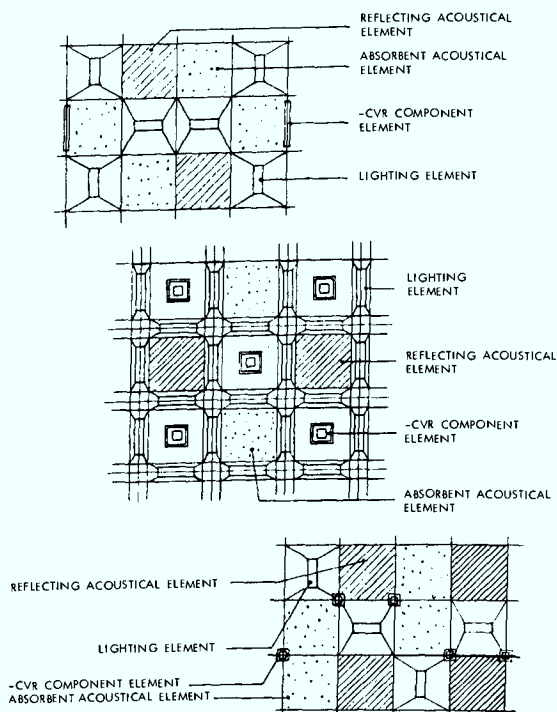 REFLECTING ACOUSTICAL
ELEMENT
ABSORBENT ACOUSTICAL
ELEMENT
-CVR COMPONENT
ELEMENT
LIGHTING ELEMENT
LIGHTING
ELEMENT
REFLECTING ACOUSTICAL
ELEMENT
-CVR COMPONENT
ELEMENT
ABSORBENT ACOUSTICAL
ELEMENT
REFLECTING ACOUSTICAL ELEMENT
LIGHTING ELEMENT
-CVR COMPONENT ELEMENT
ABSORBENT ACOUSTICAL ELEMENT